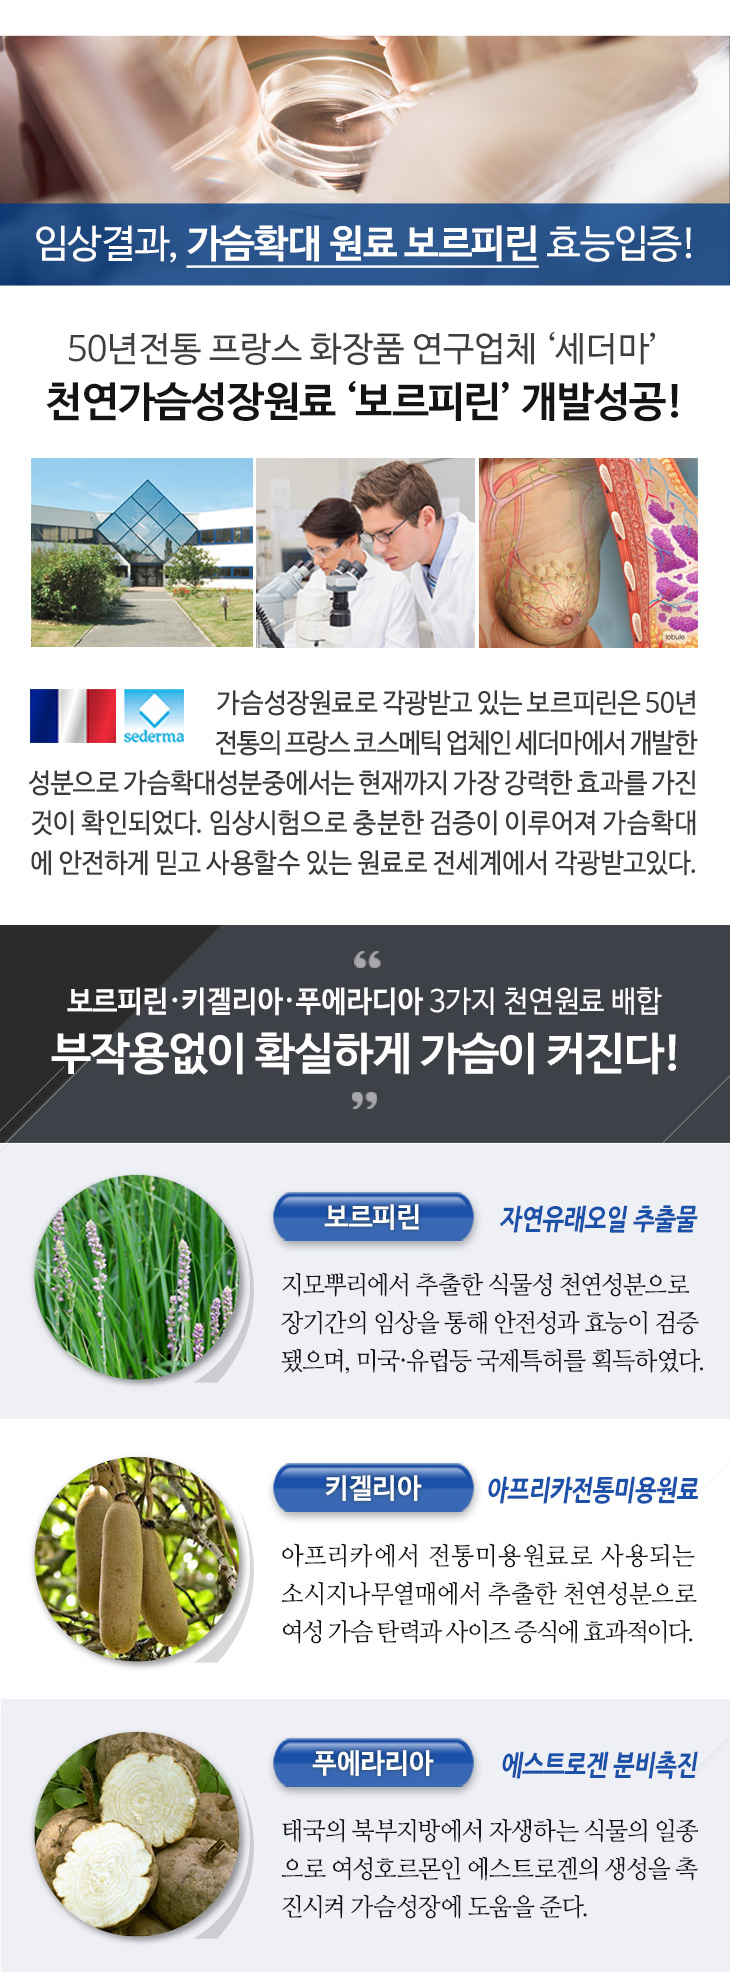 임상결과, 가슴확대 원료 보르피린 효능입증!
50년전통 프랑스 화장품 연구업체 ‘세더마’
천연가슴성장원료 ‘보르피린’ 개발성공!
lobule
sederma
가슴성장원료로 각광받고 있는 보르피린은 50년
전통의 프랑스 코스메틱 업체인 세더마에서 개발한
성분으로 가슴확대성분중에서는 현재까지 가장 강력한 효과를 가진
것이 확인되었다. 임상시험으로 충분한 검증이 이루어져 가슴확대
에 안전하게 믿고 사용할수 있는 원료로 전세계에서 각광받고있다.
“
보르피린·키겔리아·푸에라디아 3가지 천연원료 배합
부작용없이 확실하게 가슴이 커진다!
”
보르피린
자연유래오일 추출물
지모뿌리에서 추출한 식물성 천연성분으로
장기간의 임상을 통해 안전성과 효능이 검증
됐으며, 미국·유럽등 국제특허를 획득하였다.
키겔리아
아프리카전통미용원료
아프리카에서 전통미용원료로 사용되는
소시지나무열매에서 추출한 천연성분으로
여성 가슴 탄력과 사이즈 증식에 효과적이다.
푸에라리아
에스트로겐 분비촉진
태국의 북부지방에서 자생하는 식물의 일종
으로 여성호르몬인 에스트로겐의 생성을 촉
진시켜 가슴성장에 도움을 준다.